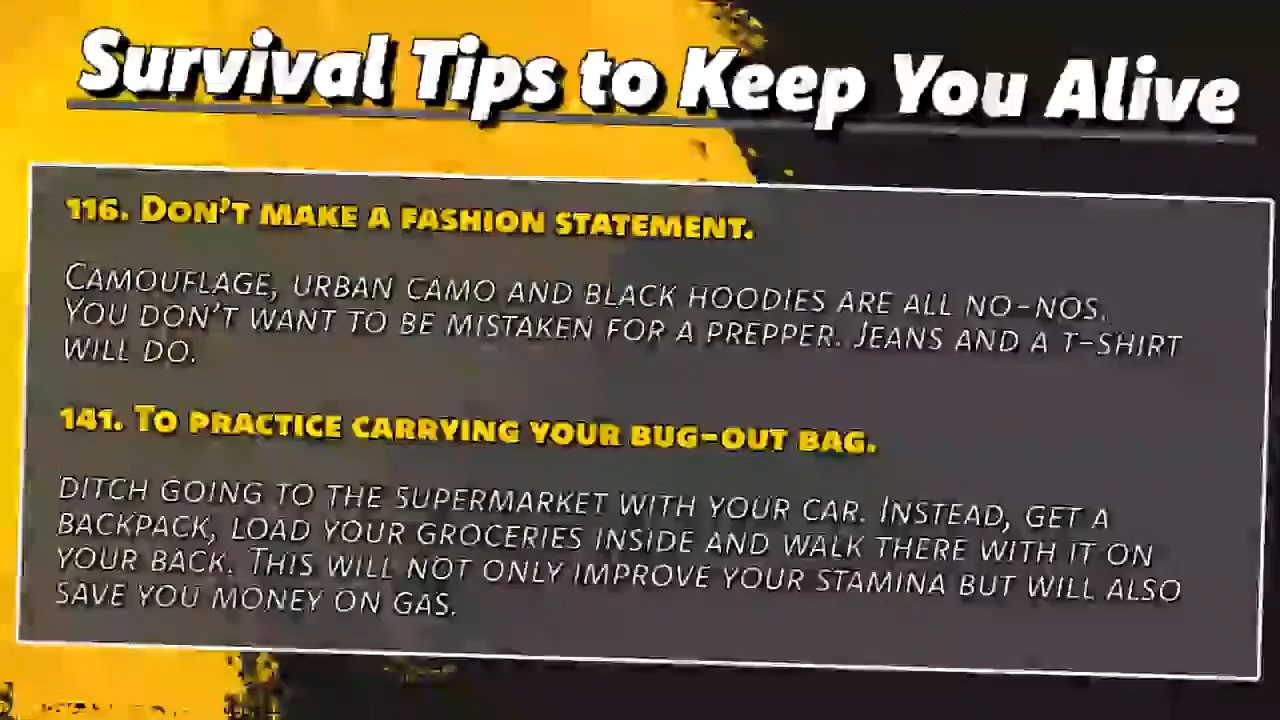 Survival Tips to Keep You Alive
116. Don't make a fashion statement.
Camouflage, urban camo and black hoodies are all no-nos.
You don't want to be mistaken for a prepper. Jeans and a t-shirt
will do.
141. To practice carrying your bug-out bag.
ditch going to the supermarket with your car. Instead, get a
backpack, load your groceries inside and walk there with it on
your back. This will not only improve your stamina but will also
save you money on gas.